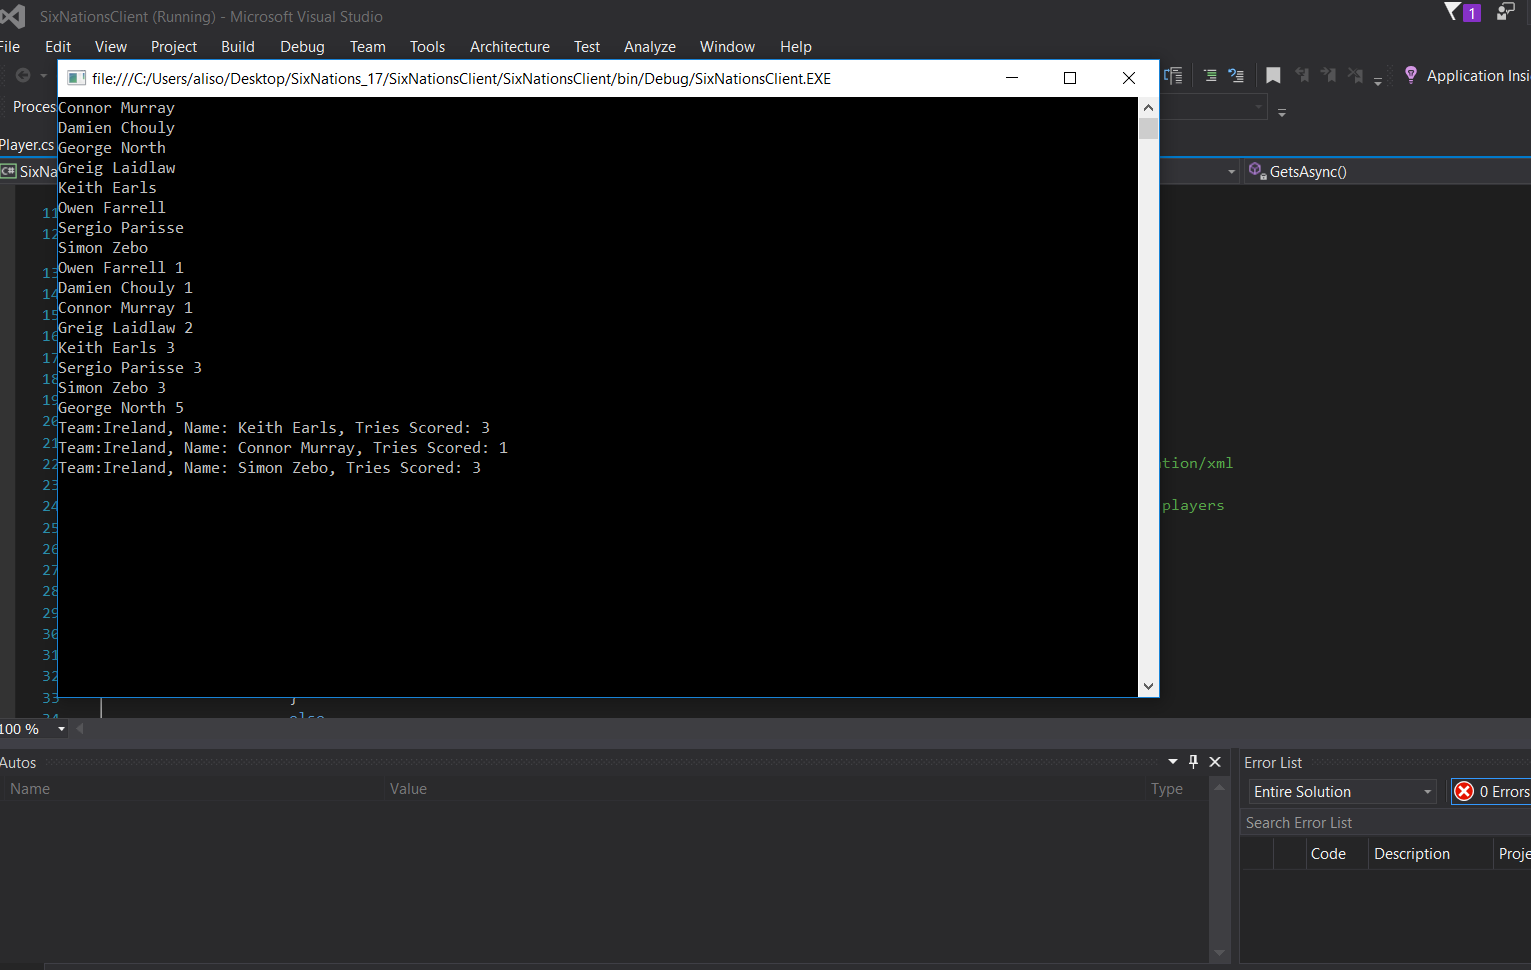 SixNationsClient (Running) - Microsoft Visual Studio
1
File Edit View Project Build Debug Team Tools Architecture Test Analyze Window Help
file:///C:/Users/aliso/Desktop/SixNations_17/SixNationsClient/SixNationsClient/bin/Debug/SixNationsClient.EXE
Application Insi
Proces
Player.cs
C# SixNa
GetsAsync()
Connor Murray
Damien Chouly
George North
Greig Laidlaw
Keith Earls
Owen Farrell
Sergio Parisse
Simon Zebo
Owen Farrell 1
Damien Chouly 1
Connor Murray 1
Greig Laidlaw 2
Keith Earls 3
Sergio Parisse 3
Simon Zebo 3
George North 5
Team:Ireland, Name: Keith Earls, Tries Scored: 3
Team:Ireland, Name: Connor Murray, Tries Scored: 1
Team:Ireland, Name: Simon Zebo, Tries Scored: 3
11
12
13
14
15
16
17
18
19
20
21
22
23
24
25
26
27
28
29
30
31
32
33
34
tion/xml
players
}
else
100 %
Autos
Name Value Type
Error List
Entire Solution
0 Errors
Search Error List
Code Description Proje